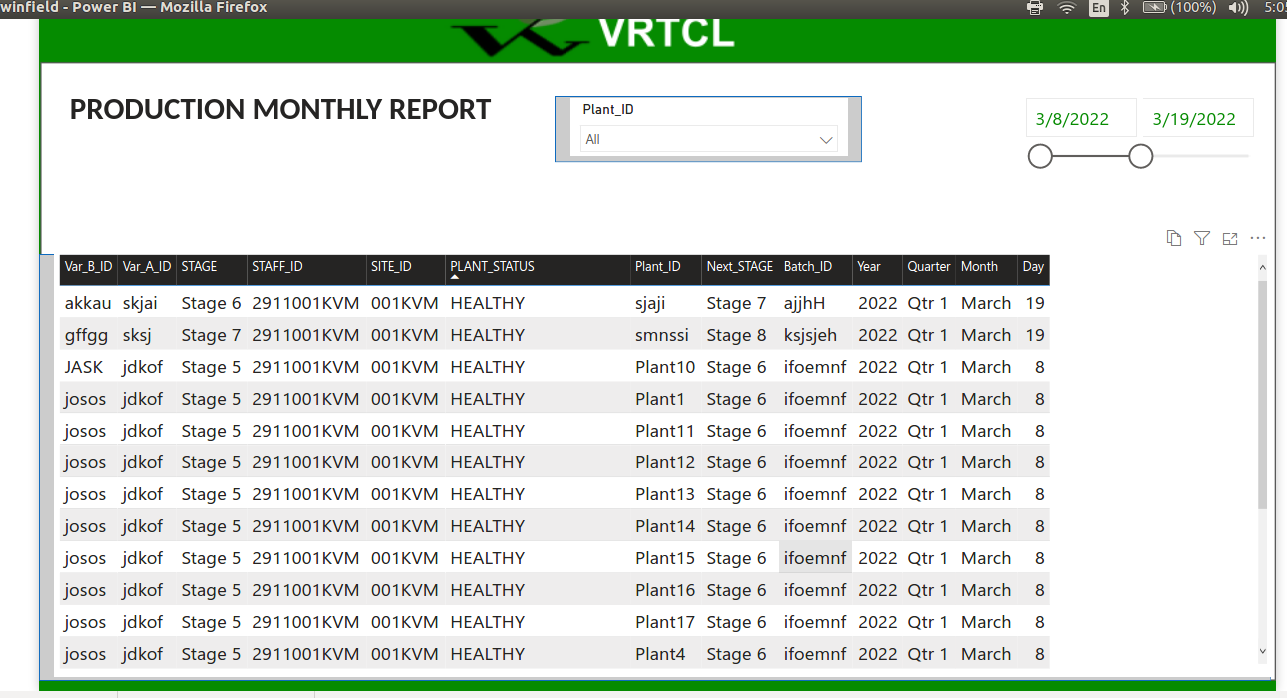 winfield - Power BI — Mozilla Firefox En (100%)
VRTCL
PRODUCTION MONTHLY REPORT
Plant_ID
All
3/8/2022 3/19/2022
Var_B_ID Var_A_ID STAGE STAFF_ID SITE_ID PLANT_STATUS Plant_ID Next_STAGE Batch_ID Year Quarter Month Day
akkau skjai Stage 6 2911001KVM 001KVM HEALTHY sjaji Stage 7 ajjhH 2022 Qtr 1 March 19
gffgg sksj Stage 7 2911001KVM 001KVM HEALTHY smnssi Stage 8 ksjsjeh 2022 Qtr 1 March 19
JASK jdkof Stage 5 2911001KVM 001KVM HEALTHY Plant10 Stage 6 ifoemnf 2022 Qtr 1 March 8
josos jdkof Stage 5 2911001KVM 001KVM HEALTHY Plant1 Stage 6 ifoemnf 2022 Qtr 1 March 8
josos jdkof Stage 5 2911001KVM 001KVM HEALTHY Plant11 Stage 6 ifoemnf 2022 Qtr 1 March 8
josos jdkof Stage 5 2911001KVM 001KVM HEALTHY Plant12 Stage 6 ifoemnf 2022 Qtr 1 March 8
josos jdkof Stage 5 2911001KVM 001KVM HEALTHY Plant13 Stage 6 ifoemnf 2022 Qtr 1 March 8
josos jdkof Stage 5 2911001KVM 001KVM HEALTHY Plant14 Stage 6 ifoemnf 2022 Qtr 1 March 8
josos jdkof Stage 5 2911001KVM 001KVM HEALTHY Plant15 Stage 6 ifoemnf 2022 Qtr 1 March 8
josos jdkof Stage 5 2911001KVM 001KVM HEALTHY Plant16 Stage 6 ifoemnf 2022 Qtr 1 March 8
josos jdkof Stage 5 2911001KVM 001KVM HEALTHY Plant17 Stage 6 ifoemnf 2022 Qtr 1 March 8
josos jdkof Stage 5 2911001KVM 001KVM HEALTHY Plant4 Stage 6 ifoemnf 2022 Qtr 1 March 8